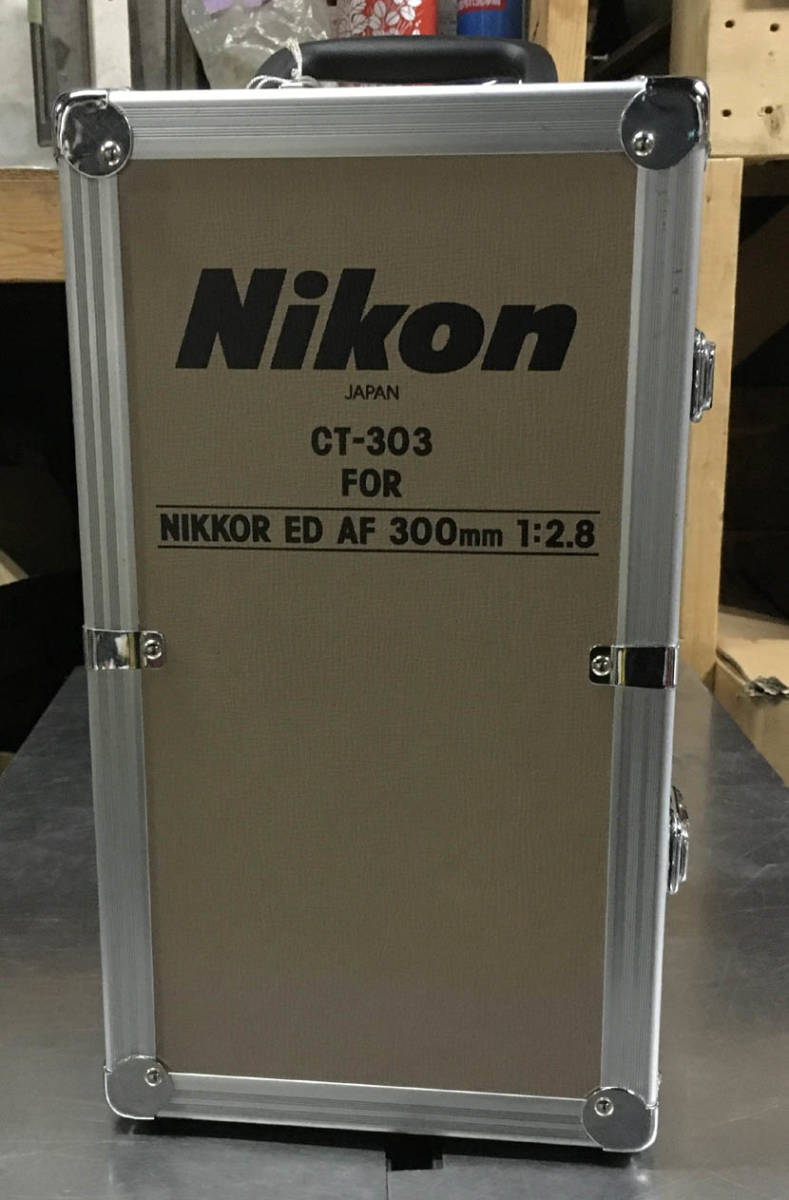 Nikon
JAPAN
CT-303
FOR
NIKKOR ED AF 300mm 1:2.8